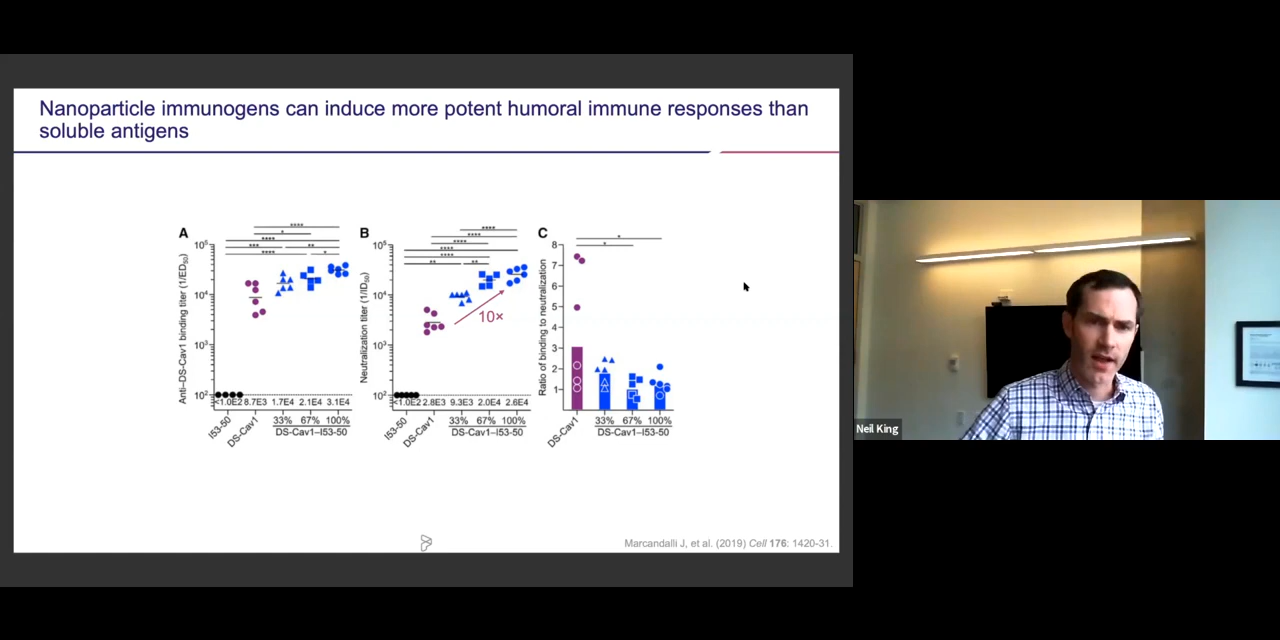 Nanoparticle immunogens can induce more potent humoral immune responses than
soluble antigens
A
Anti–DS-Cav1 binding titer (1/ED50)
10⁵
10⁴
10³
10²
<1.0E2 8.7E3 1.7E4 2.1E4 3.1E4
I53-50
DS-Cav1
33% 67% 100%
DS-Cav1–I53-50
****
*
****
*** **
**** *
B
Neutralization titer (1/ID50)
10⁵
10⁴
10³
10²
<1.0E2 2.8E3 9.3E3 2.0E4 2.6E4
I53-50
DS-Cav1
33% 67% 100%
DS-Cav1–I53-50
****
****
****
****
****
** **
10×
C
Ratio of binding to neutralization
8
7
6
5
4
3
2
1
DS-Cav1
33% 67% 100%
DS-Cav1–I53-50
*
*
Marcandalli J, et al. (2019) Cell 176: 1420-31.
Neil King